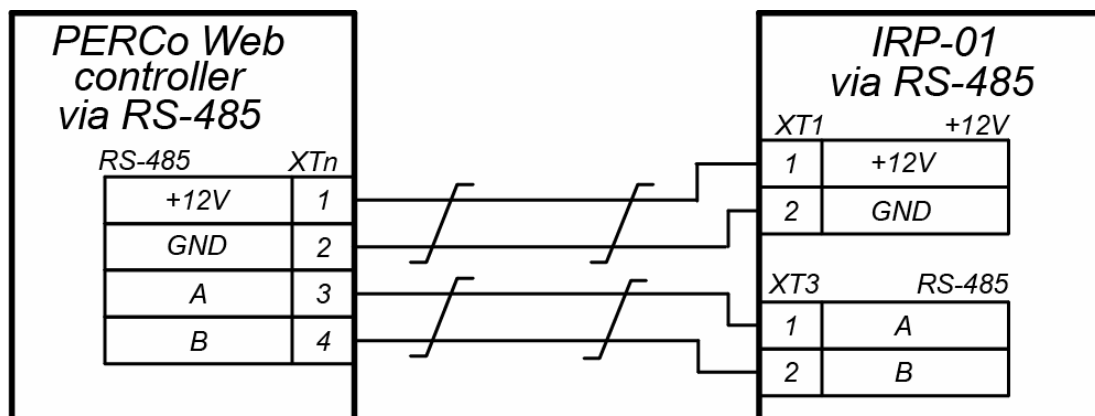 PERCo Web
controller
via RS-485
RS-485 XTn
+12V 1
GND 2
A 3
B 4
IRP-01
via RS-485
XT1 +12V
1 +12V
2 GND
XT3 RS-485
1 A
2 B